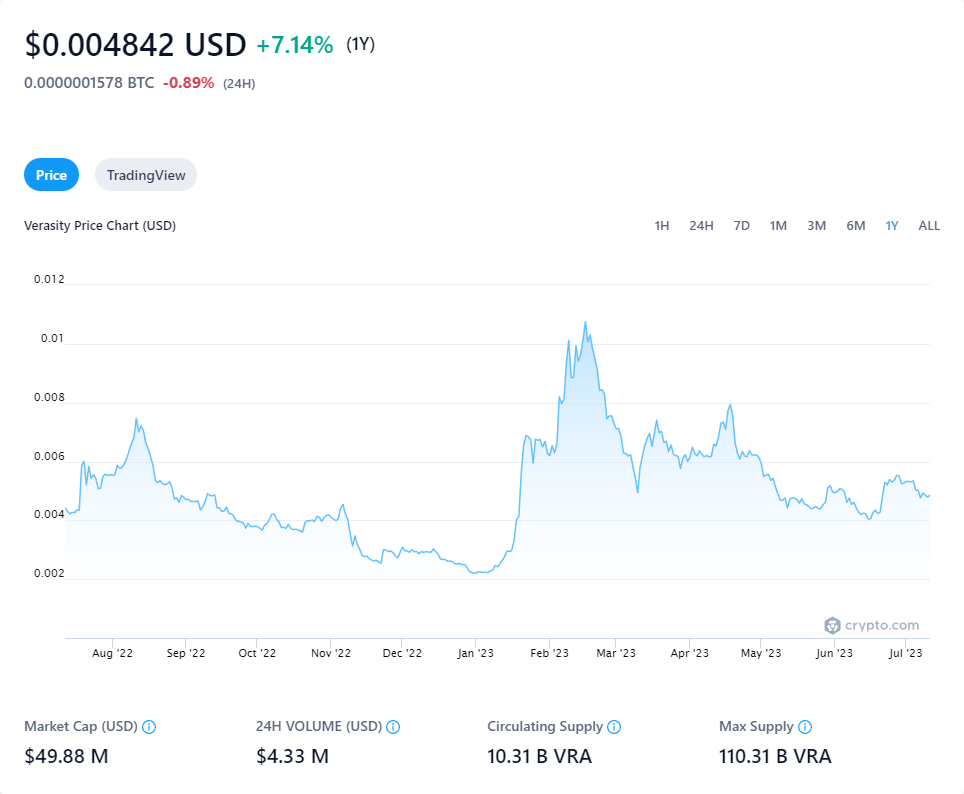 $0.004842 USD +7.14% (1Y)
0.0000001578 BTC -0.89% (24H)
Price TradingView
Verasity Price Chart (USD) 1H 24H 7D 1M 3M 6M 1Y ALL
0.012
0.01
0.008
0.006
0.004
0.002
crypto.com
Aug '22 Sep '22 Oct '22 Nov '22 Dec '22 Jan '23 Feb '23 Mar '23 Apr '23 May '23 Jun '23 Jul '23
Market Cap (USD) 24H VOLUME (USD) Circulating Supply Max Supply
$49.88 M $4.33 M 10.31 B VRA 110.31 B VRA